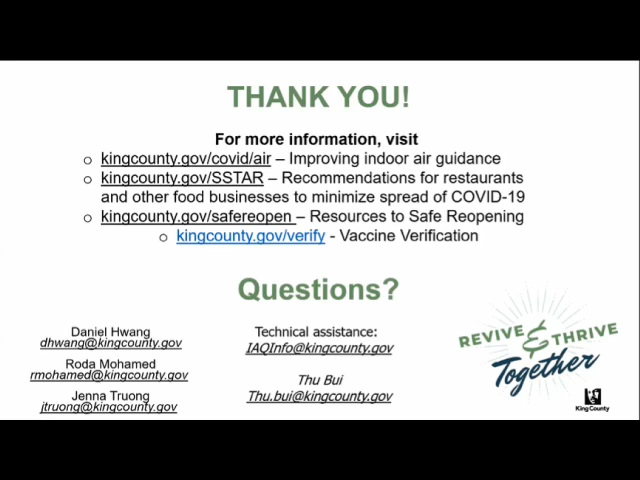 THANK YOU!
For more information, visit
o kingcounty.gov/covid/air – Improving indoor air guidance
o kingcounty.gov/SSTAR – Recommendations for restaurants
and other food businesses to minimize spread of COVID-19
o kingcounty.gov/safereopen – Resources to Safe Reopening
o kingcounty.gov/verify - Vaccine Verification
Questions?
Daniel Hwang
dhwang@kingcounty.gov
Roda Mohamed
rmohamed@kingcounty.gov
Jenna Truong
jtruong@kingcounty.gov
Technical assistance:
IAQInfo@kingcounty.gov
Thu Bui
Thu.bui@kingcounty.gov
REVIVE & THRIVE
Together
King County